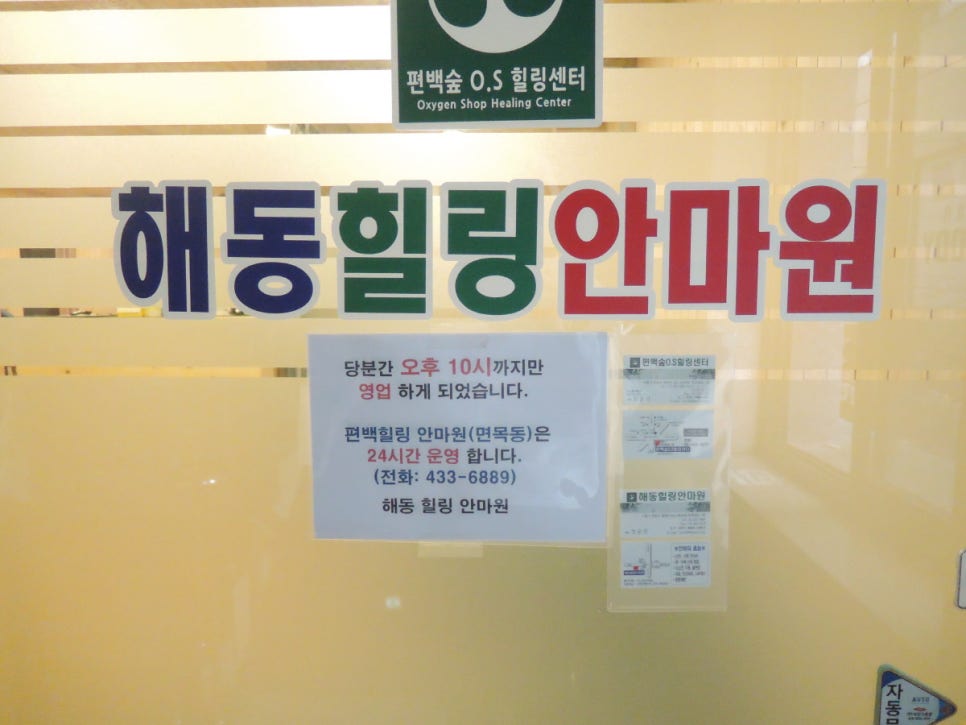 편백숲 O.S 힐링센터
Oxygen Shop Healing Center
해동힐링안마원
당분간 오후 10시까지만
영업 하게 되었습니다.
편백힐링 안마원(면목동)은
24시간 운영 합니다.
(전화: 433-6889)
해동 힐링 안마원
편백숲O.S힐링센터
해동힐링안마원
자동
AUTO